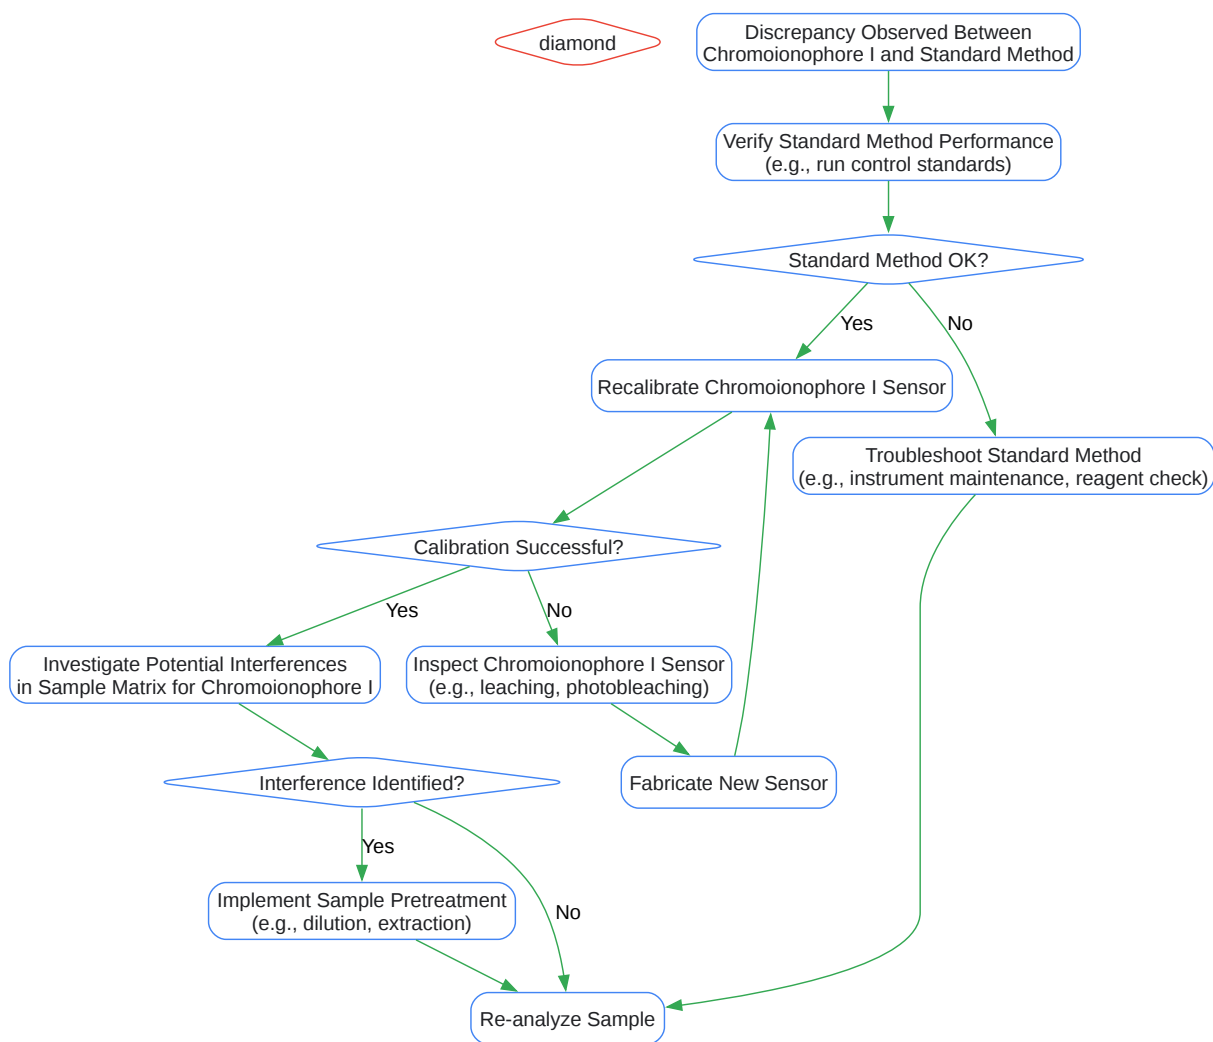 diamond
Discrepancy Observed Between
Chromoionophore I and Standard Method
Verify Standard Method Performance
(e.g., run control standards)
Standard Method OK?
Yes
No
Recalibrate Chromoionophore I Sensor
Troubleshoot Standard Method
(e.g., instrument maintenance, reagent check)
Calibration Successful?
Yes
No
Investigate Potential Interferences
in Sample Matrix for Chromoionophore I
Inspect Chromoionophore I Sensor
(e.g., leaching, photobleaching)
Interference Identified?
Fabricate New Sensor
Yes
No
Implement Sample Pretreatment
(e.g., dilution, extraction)
Re-analyze Sample